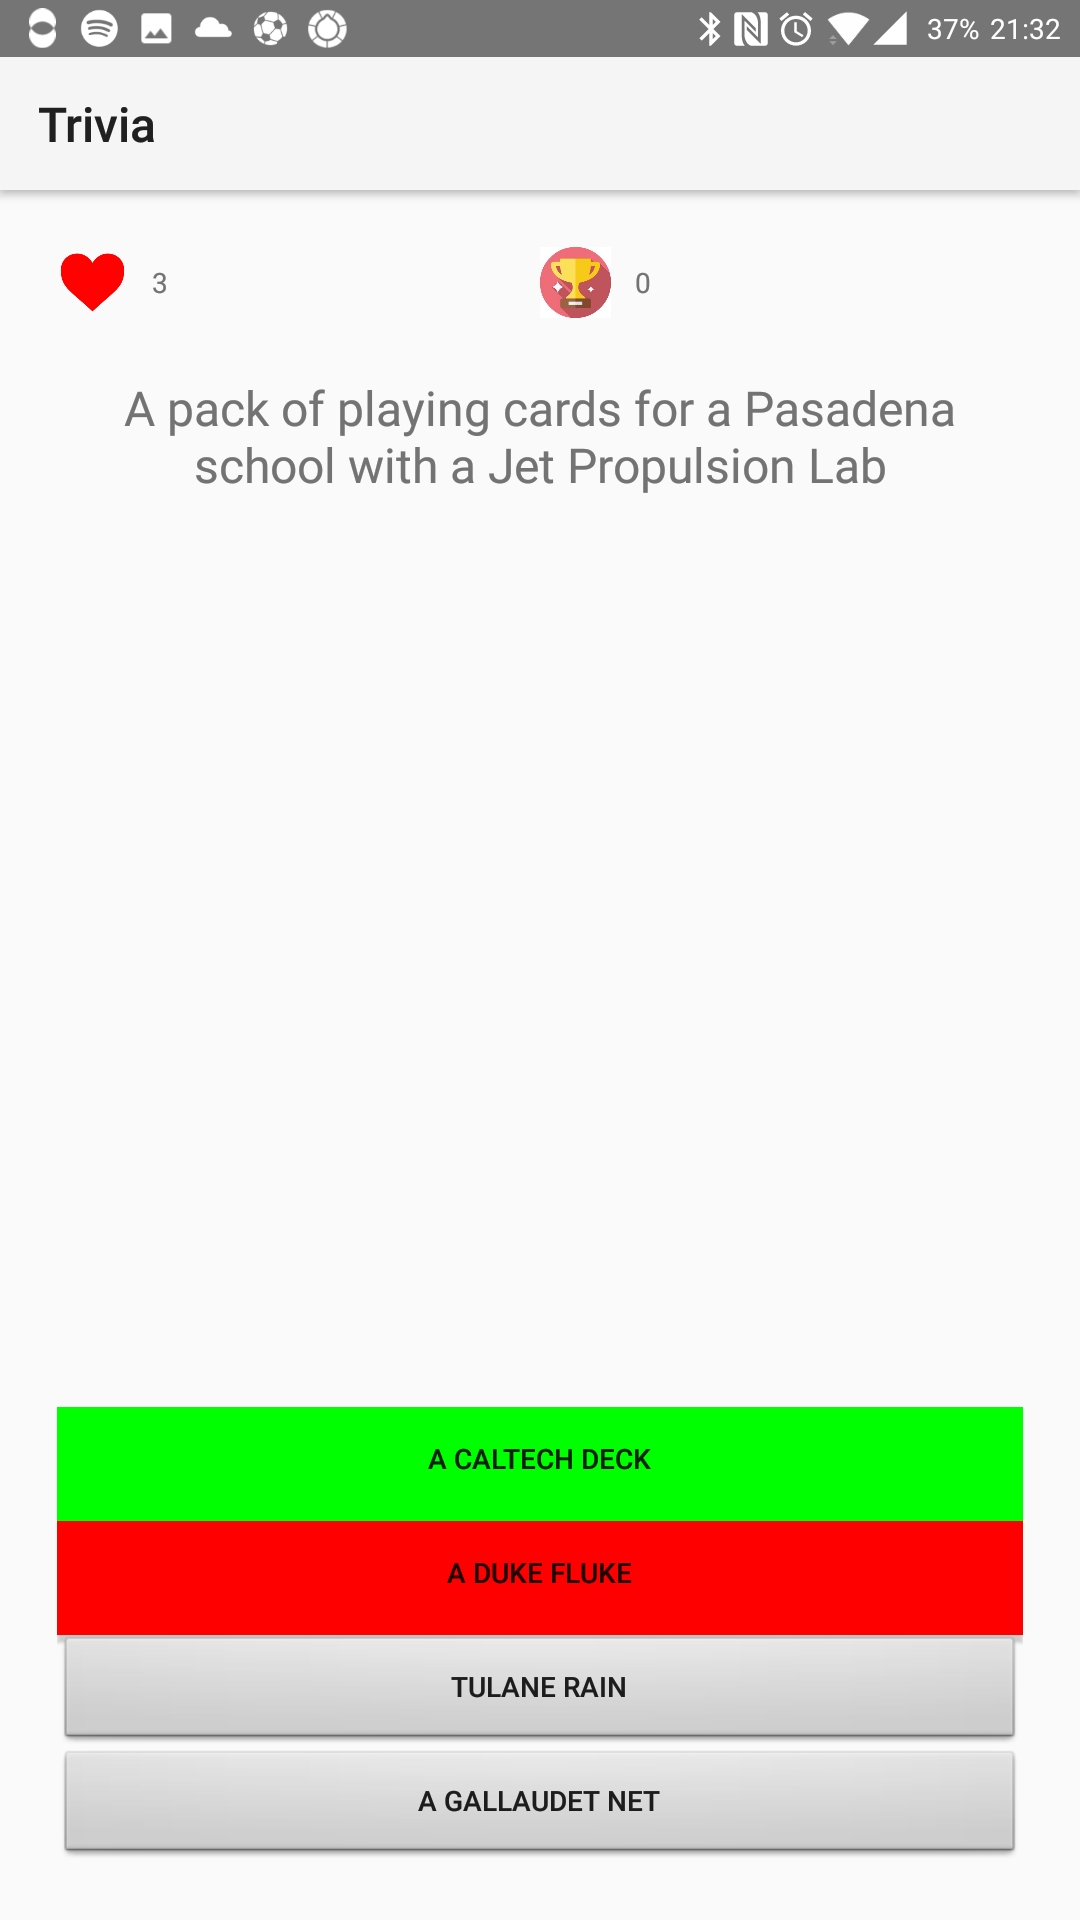 37% 21:32
Trivia
3
0
A pack of playing cards for a Pasadena
school with a Jet Propulsion Lab
A CALTECH DECK
A DUKE FLUKE
TULANE RAIN
A GALLAUDET NET